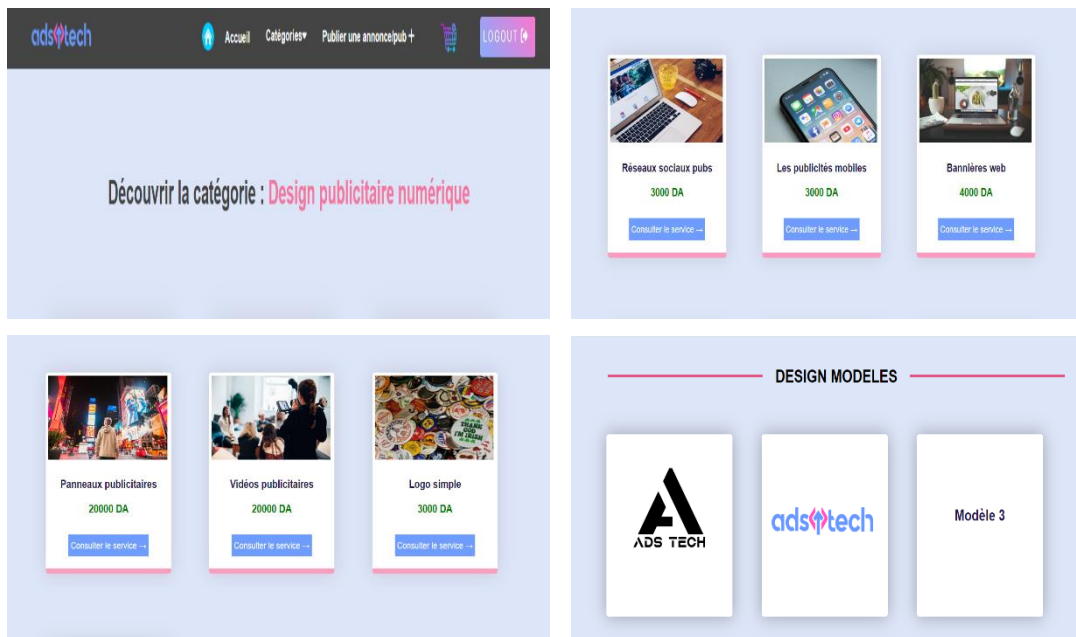 ads tech
Accueil
Catégories▾
Publier une annonce/pub +
LOGOUT
Découvrir la catégorie : Design publicitaire numérique
Réseaux sociaux pubs
3000 DA
Consulter le service →
Les publicités mobiles
3000 DA
Consulter le service →
Bannières web
4000 DA
Consulter le service →
Panneaux publicitaires
20000 DA
Consulter le service →
Vidéos publicitaires
20000 DA
Consulter le service →
THANK
GOD
I'M IRISH
Logo simple
3000 DA
Consulter le service →
DESIGN MODELES
ADS TECH
ads tech
Modèle 3